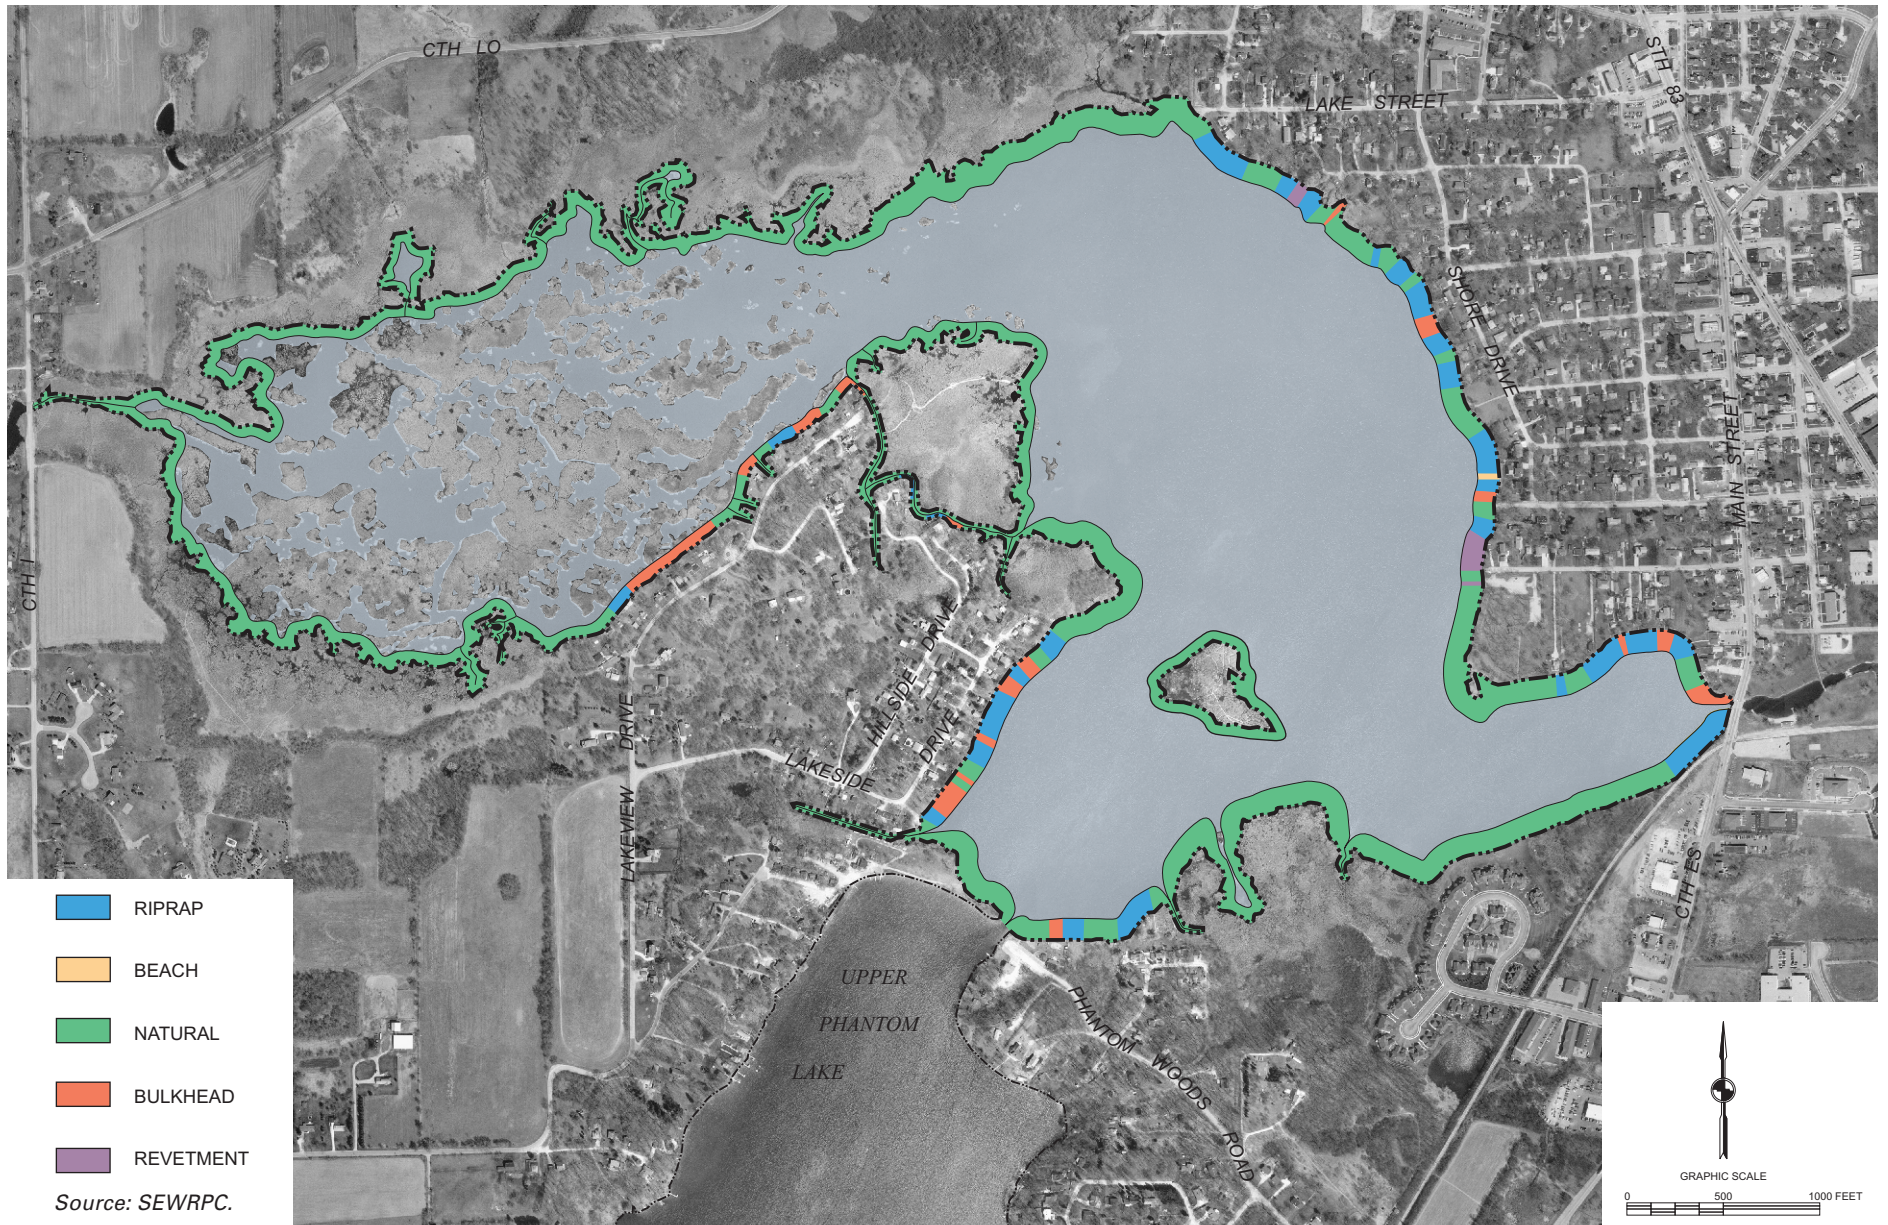 CTH LO
LAKE STREET
STH 83
SHORE DRIVE
MAIN STREET
CTH I
HILLSIDE DRIVE
DRIVE
LAKESIDE
LAKEVIEW DRIVE
CTH ES
UPPER
PHANTOM
LAKE
PHANTOM WOODS ROAD
RIPRAP
BEACH
NATURAL
BULKHEAD
REVETMENT
Source: SEWRPC.
GRAPHIC SCALE
0 500 1000 FEET